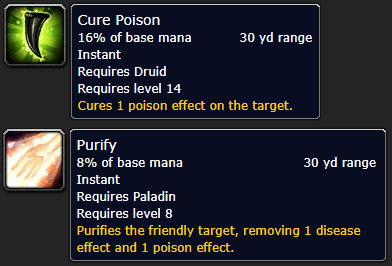 Cure Poison
16% of base mana 30 yd range
Instant
Requires Druid
Requires level 14
Cures 1 poison effect on the target.
Purify
8% of base mana 30 yd range
Instant
Requires Paladin
Requires level 8
Purifies the friendly target, removing 1 disease
effect and 1 poison effect.